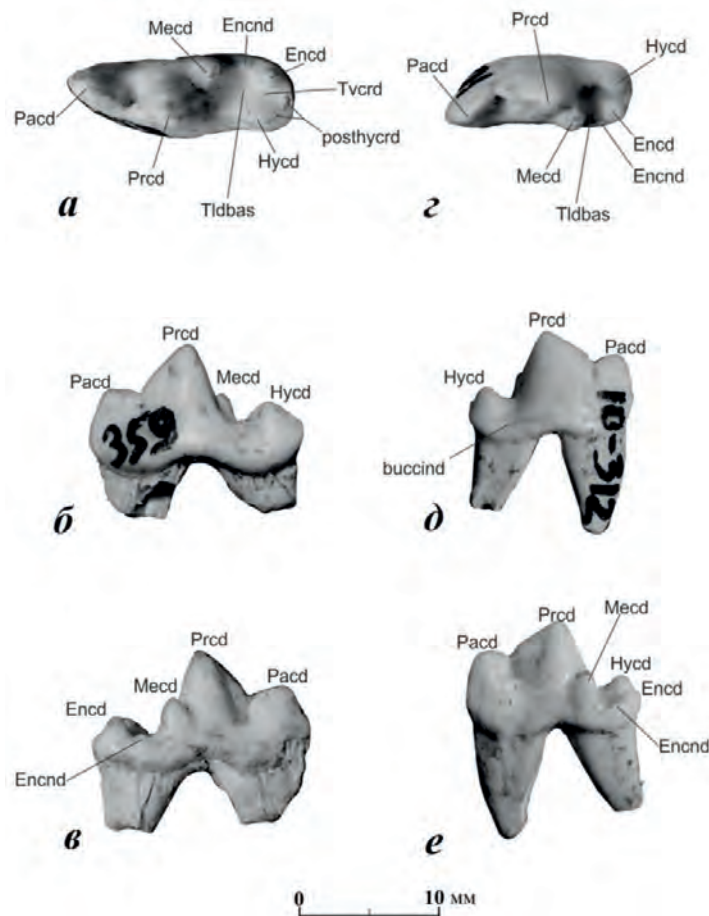 Mecd
Encnd
Encd
Pacd
Tvcrd
posthycrd
Hycd
Prcd
Tldbas
а
Prcd
Pacd
Hycd
Encd
Mecd
Encnd
Tldbas
г
Prcd
Pacd
Mecd
Hycd
359
б
Prcd
Pacd
Hycd
buccind
10-312
д
Prcd
Pacd
Mecd
Encd
Encnd
в
Mecd
Prcd
Pacd
Hycd
Encd
Encnd
е
0 10 мм